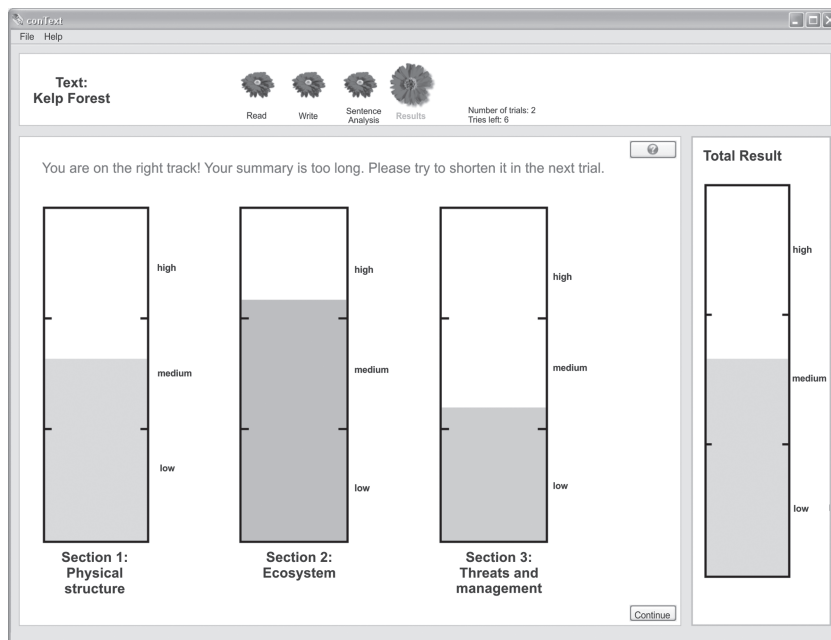 conText
File Help
Text:
Kelp Forest
Read
Write
Sentence
Analysis
Results
Number of trials: 2
Tries left: 6
You are on the right track! Your summary is too long. Please try to shorten it in the next trial.
?
high
medium
low
Section 1:
Physical
structure
high
medium
low
Section 2:
Ecosystem
high
medium
low
Section 3:
Threats and
management
Continue
Total Result
high
medium
low